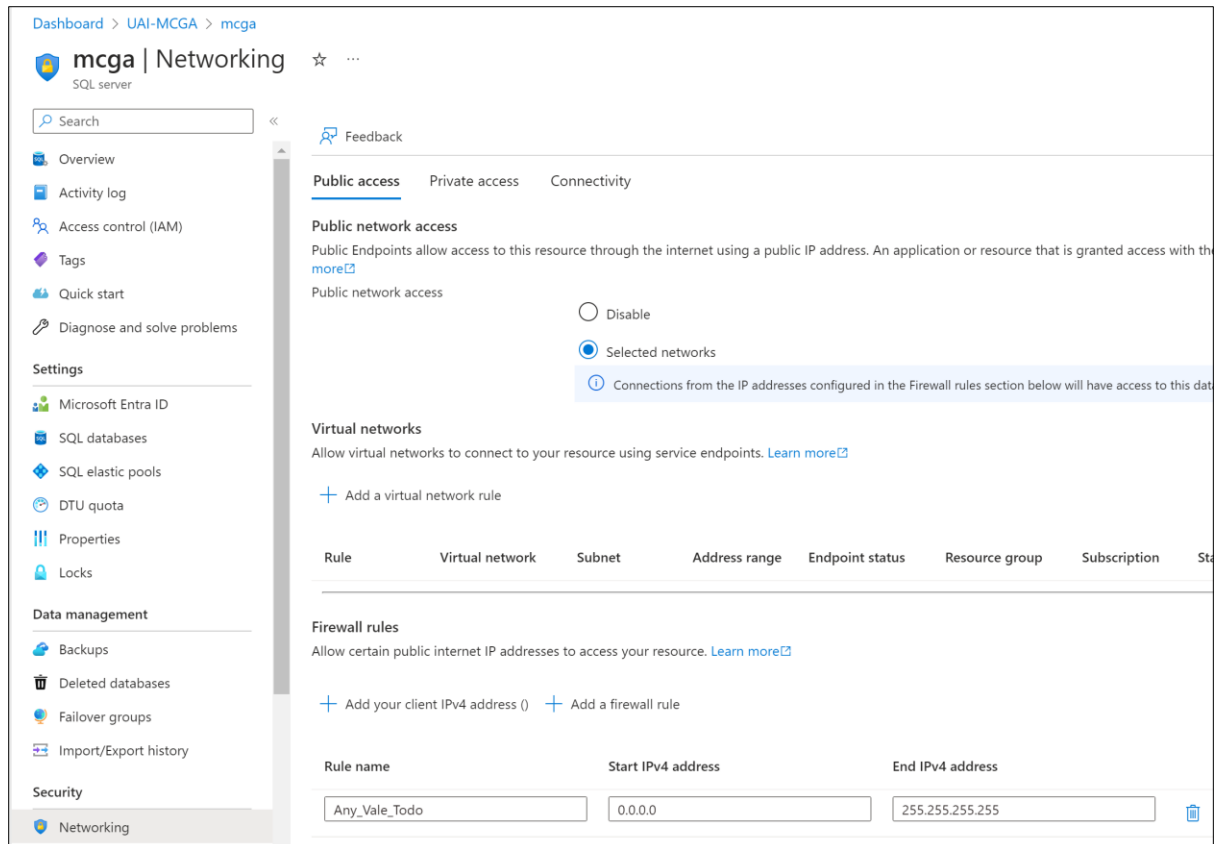 Dashboard > UAI-MCGA > mcga
mcga | Networking
SQL server
Search
Overview
Activity log
Access control (IAM)
Tags
Quick start
Diagnose and solve problems
Settings
Microsoft Entra ID
SQL databases
SQL elastic pools
DTU quota
Properties
Locks
Data management
Backups
Deleted databases
Failover groups
Import/Export history
Security
Networking
Feedback
Public access Private access Connectivity
Public network access
Public Endpoints allow access to this resource through the internet using a public IP address. An application or resource that is granted access with the
more
Public network access
Disable
Selected networks
Connections from the IP addresses configured in the Firewall rules section below will have access to this dat
Virtual networks
Allow virtual networks to connect to your resource using service endpoints. Learn more
+ Add a virtual network rule
Rule Virtual network Subnet Address range Endpoint status Resource group Subscription Sta
Firewall rules
Allow certain public internet IP addresses to access your resource. Learn more
+ Add your client IPv4 address () + Add a firewall rule
Rule name Start IPv4 address End IPv4 address
Any_Vale_Todo 0.0.0.0 255.255.255.255